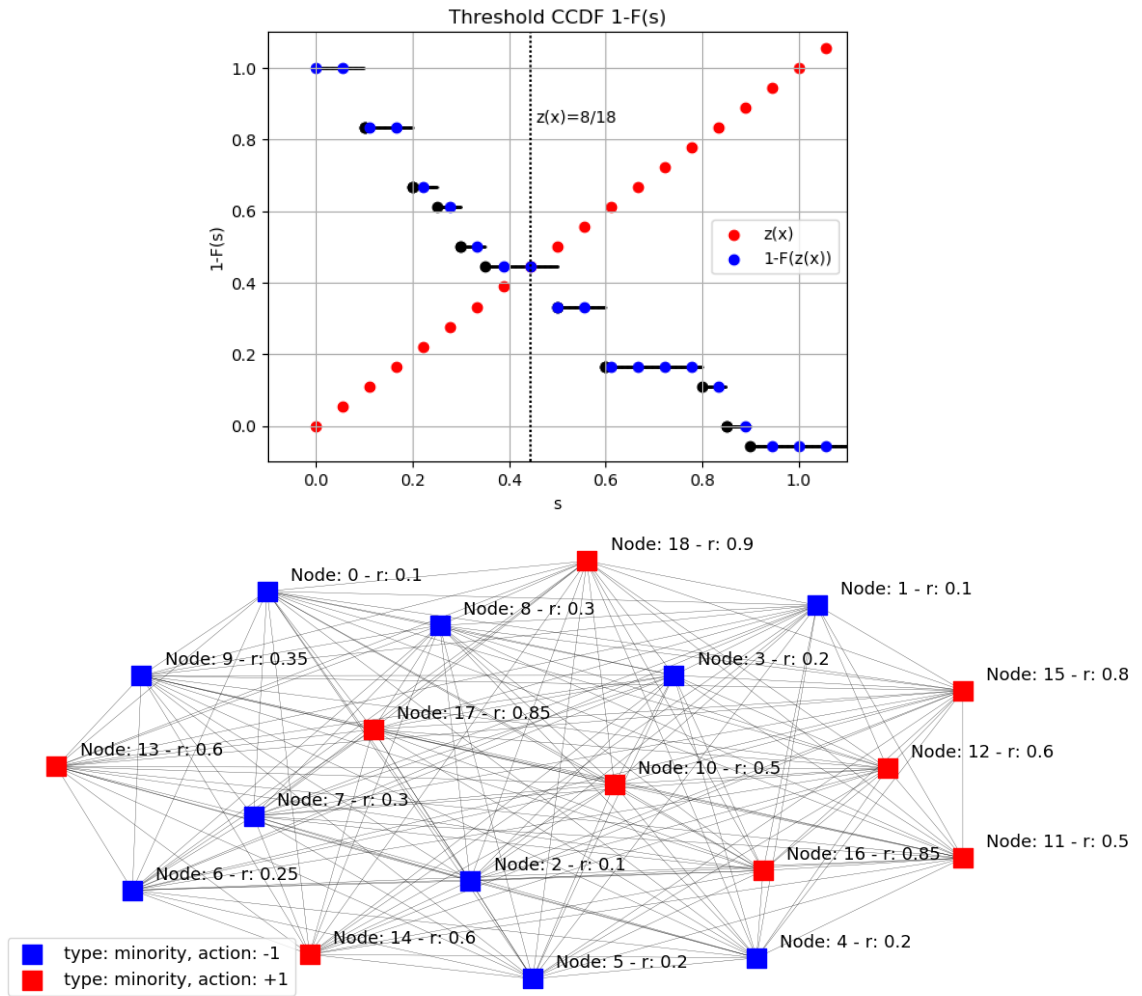 Threshold CCDF 1-F(s)
1-F(s)
1.0
0.8
0.6
0.4
0.2
0.0
z(x)=8/18
z(x)
1-F(z(x))
0.0 0.2 0.4 0.6 0.8 1.0
s
Node: 18 - r: 0.9
Node: 0 - r: 0.1
Node: 1 - r: 0.1
Node: 8 - r: 0.3
Node: 9 - r: 0.35
Node: 3 - r: 0.2
Node: 15 - r: 0.8
Node: 17 - r: 0.85
Node: 13 - r: 0.6
Node: 12 - r: 0.6
Node: 10 - r: 0.5
Node: 7 - r: 0.3
Node: 11 - r: 0.5
Node: 16 - r: 0.85
Node: 2 - r: 0.1
Node: 6 - r: 0.25
Node: 14 - r: 0.6
Node: 4 - r: 0.2
Node: 5 - r: 0.2
type: minority, action: -1
type: minority, action: +1